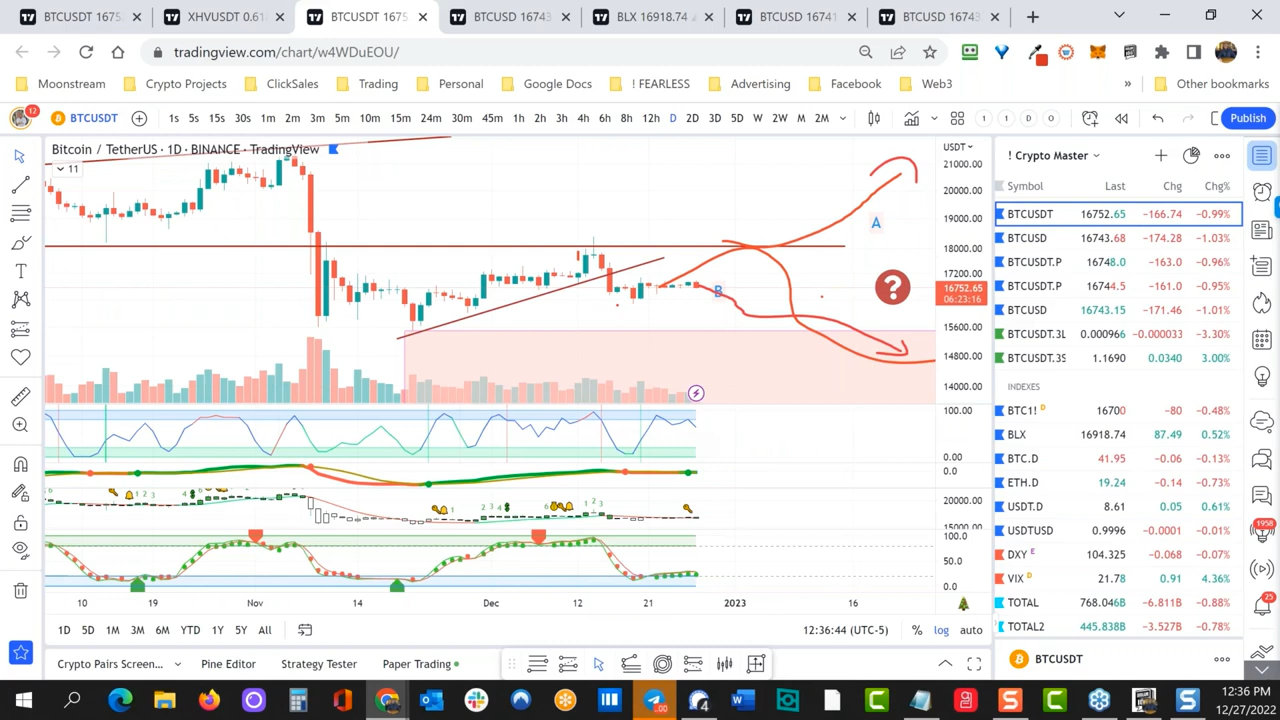 BTCUSDT 1675
XHVUSDT 0.61
BTCUSDT 1675
BTCUSD 16743
BLX 16918.74
BTCUSD 16741
BTCUSD 16743
tradingview.com/chart/w4WDuEOU/
Moonstream
Crypto Projects
ClickSales
Trading
Personal
Google Docs
! FEARLESS
Advertising
Facebook
Web3
»
Other bookmarks
12
BTCUSDT
1s 5s 15s 30s 1m 2m 3m 5m 10m 15m 24m 30m 45m 1h 2h 3h 4h 6h 8h 12h D 2D 3D 5D W 2W M 2M
1 1 D O
Publish
Bitcoin / TetherUS · 1D · BINANCE · TradingView
11
USDT
21000.00
20000.00
19000.00
18000.00
17200.00
16752.65
06:23:16
15600.00
14800.00
14000.00
A
B
?
100.00
0.00
0.0
20000.00
15000.00
100.0
50.0
0.0
10 19 Nov 14 Dec 12 21 2023 16
1D 5D 1M 3M 6M YTD 1Y 5Y All
12:36:44 (UTC-5)
% log auto
Crypto Pairs Screen...
Pine Editor
Strategy Tester
Paper Trading
! Crypto Master
Symbol Last Chg Chg%
BTCUSDT 16752.65 −166.74 −0.99%
BTCUSD 16743.68 −174.28 −1.03%
BTCUSDT.P 16748.0 −163.0 −0.96%
BTCUSDT.P 16744.5 −161.0 −0.95%
BTCUSD 16743.15 −171.46 −1.01%
BTCUSDT.3L 0.000966 −0.000033 −3.30%
BTCUSDT.3S 1.1690 0.0340 3.00%
INDEXES
BTC1! D 16700 −80 −0.48%
BLX 16918.74 87.49 0.52%
BTC.D 41.95 −0.06 −0.13%
ETH.D 19.24 −0.14 −0.73%
USDT.D 8.61 0.05 0.61%
USDTUSD 0.9996 −0.0001 −0.01%
DXY E 104.325 −0.068 −0.07%
VIX D 21.78 0.91 4.36%
TOTAL 768.046B −6.811B −0.88%
TOTAL2 445.838B −3.527B −0.78%
BTCUSDT
1958
25
12:36 PM
12/27/2022